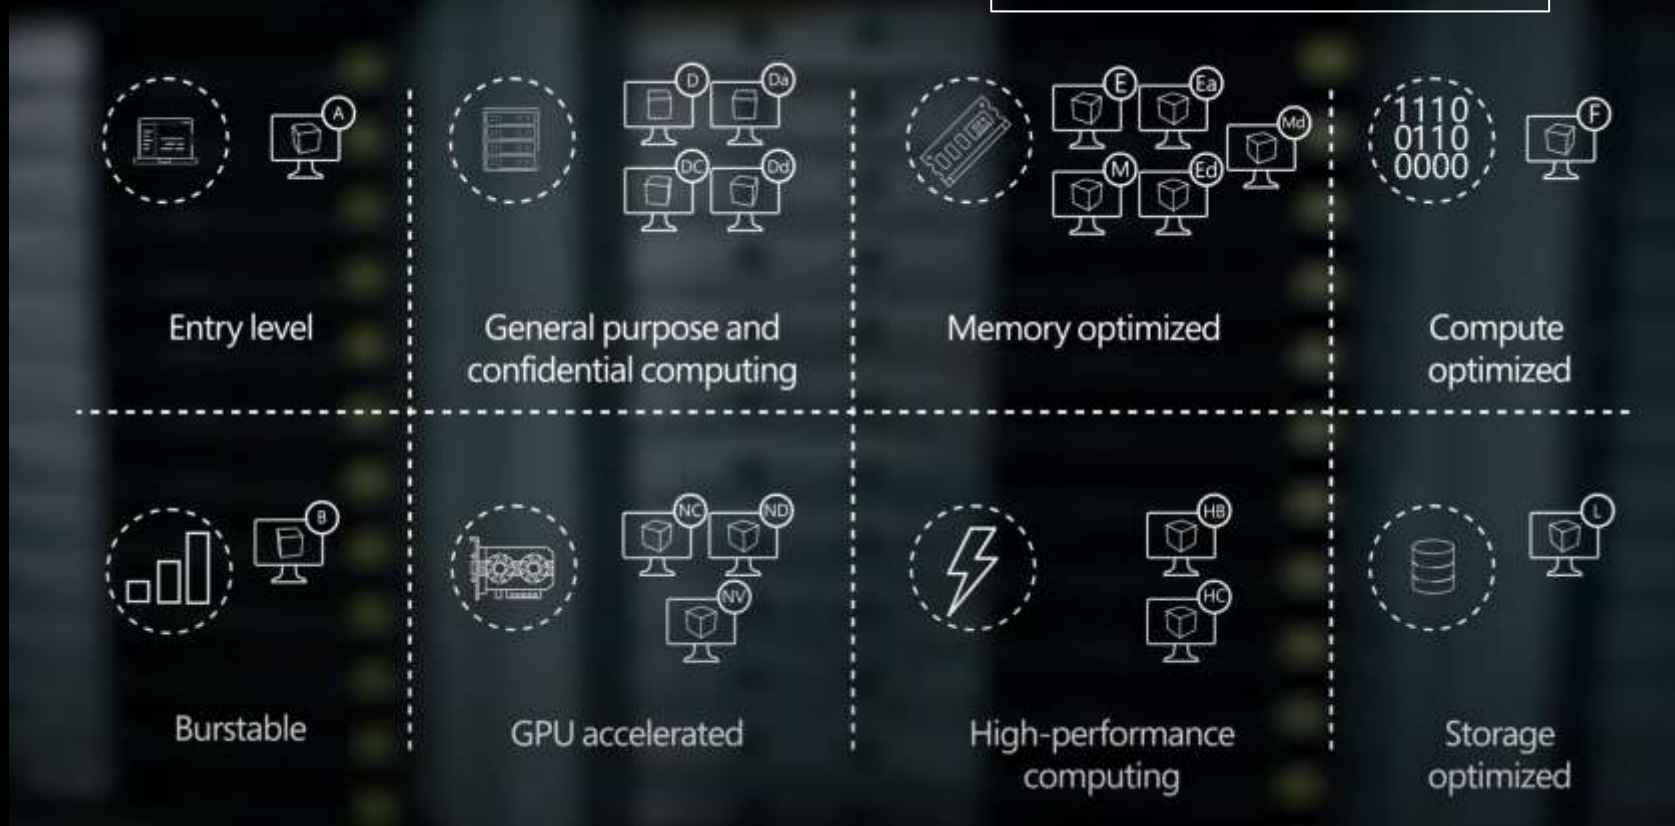 A
D
Da
DC
Dd
E
Ea
Md
M
Ed
1110
0110
0000
F
Entry level
General purpose and
confidential computing
Memory optimized
Compute
optimized
B
NC
ND
NV
HB
HC
L
Burstable
GPU accelerated
High-performance
computing
Storage
optimized